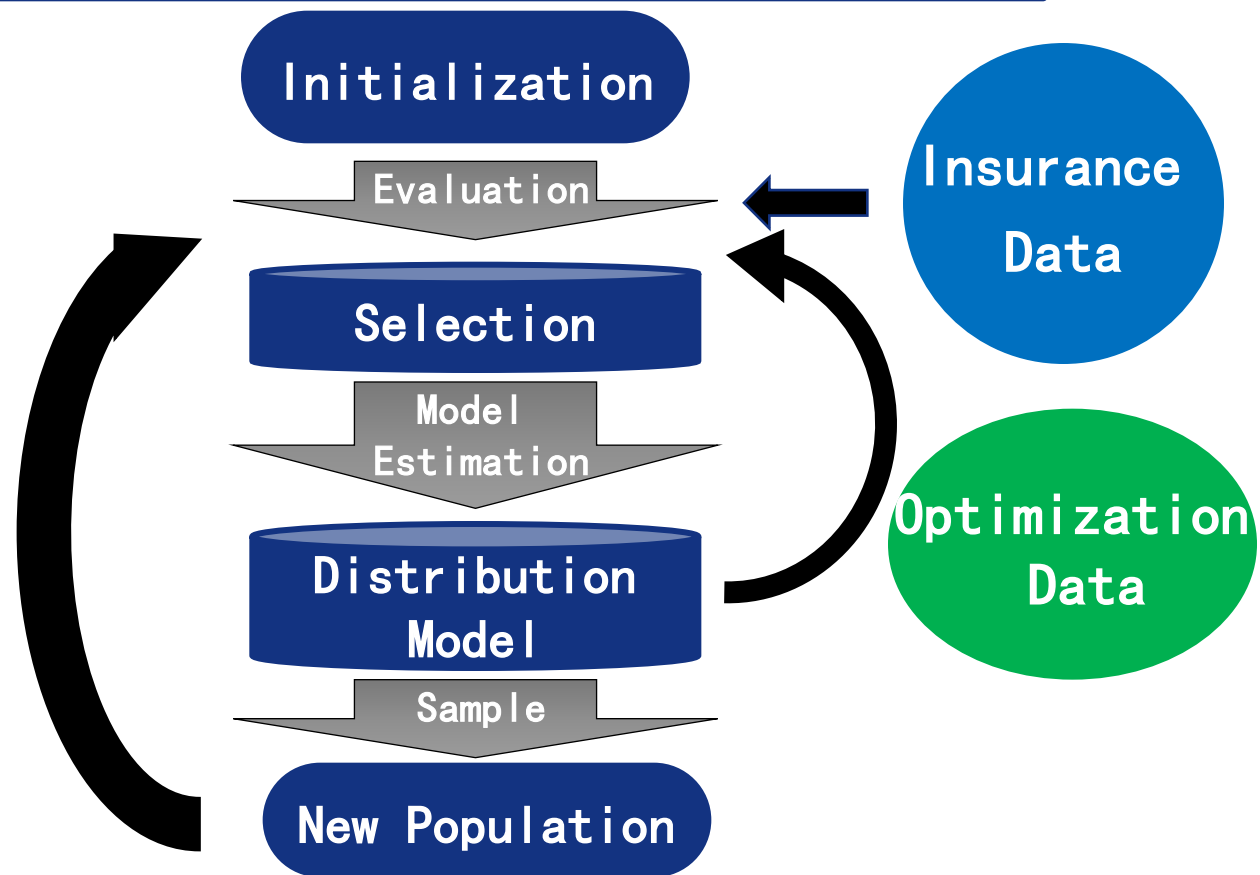 Initialization
Evaluation
Selection
Model
Estimation
Distribution
Model
Sample
New Population
Insurance
Data
Optimization
Data